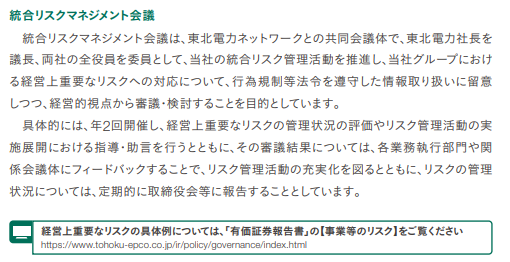 統合リスクマネジメント会議
統合リスクマネジメント会議は、東北電力ネットワークとの共同会議体で、東北電力社長を
議長、両社の全役員を委員として、当社の統合リスク管理活動を推進し、当社グループにおけ
る経営上重要なリスクへの対応について、行為規制等法令を遵守した情報取り扱いに留意
しつつ、経営的視点から審議・検討することを目的としています。
具体的には、年2回開催し、経営上重要なリスクの管理状況の評価やリスク管理活動の実
施展開における指導・助言を行うとともに、その審議結果については、各業務執行部門や関
係会議体にフィードバックすることで、リスク管理活動の充実化を図るとともに、リスクの管理
状況については、定期的に取締役会等に報告することとしています。
経営上重要なリスクの具体例については、「有価証券報告書」の【事業等のリスク】をご覧ください
https://www.tohoku-epco.co.jp/ir/policy/governance/index.html